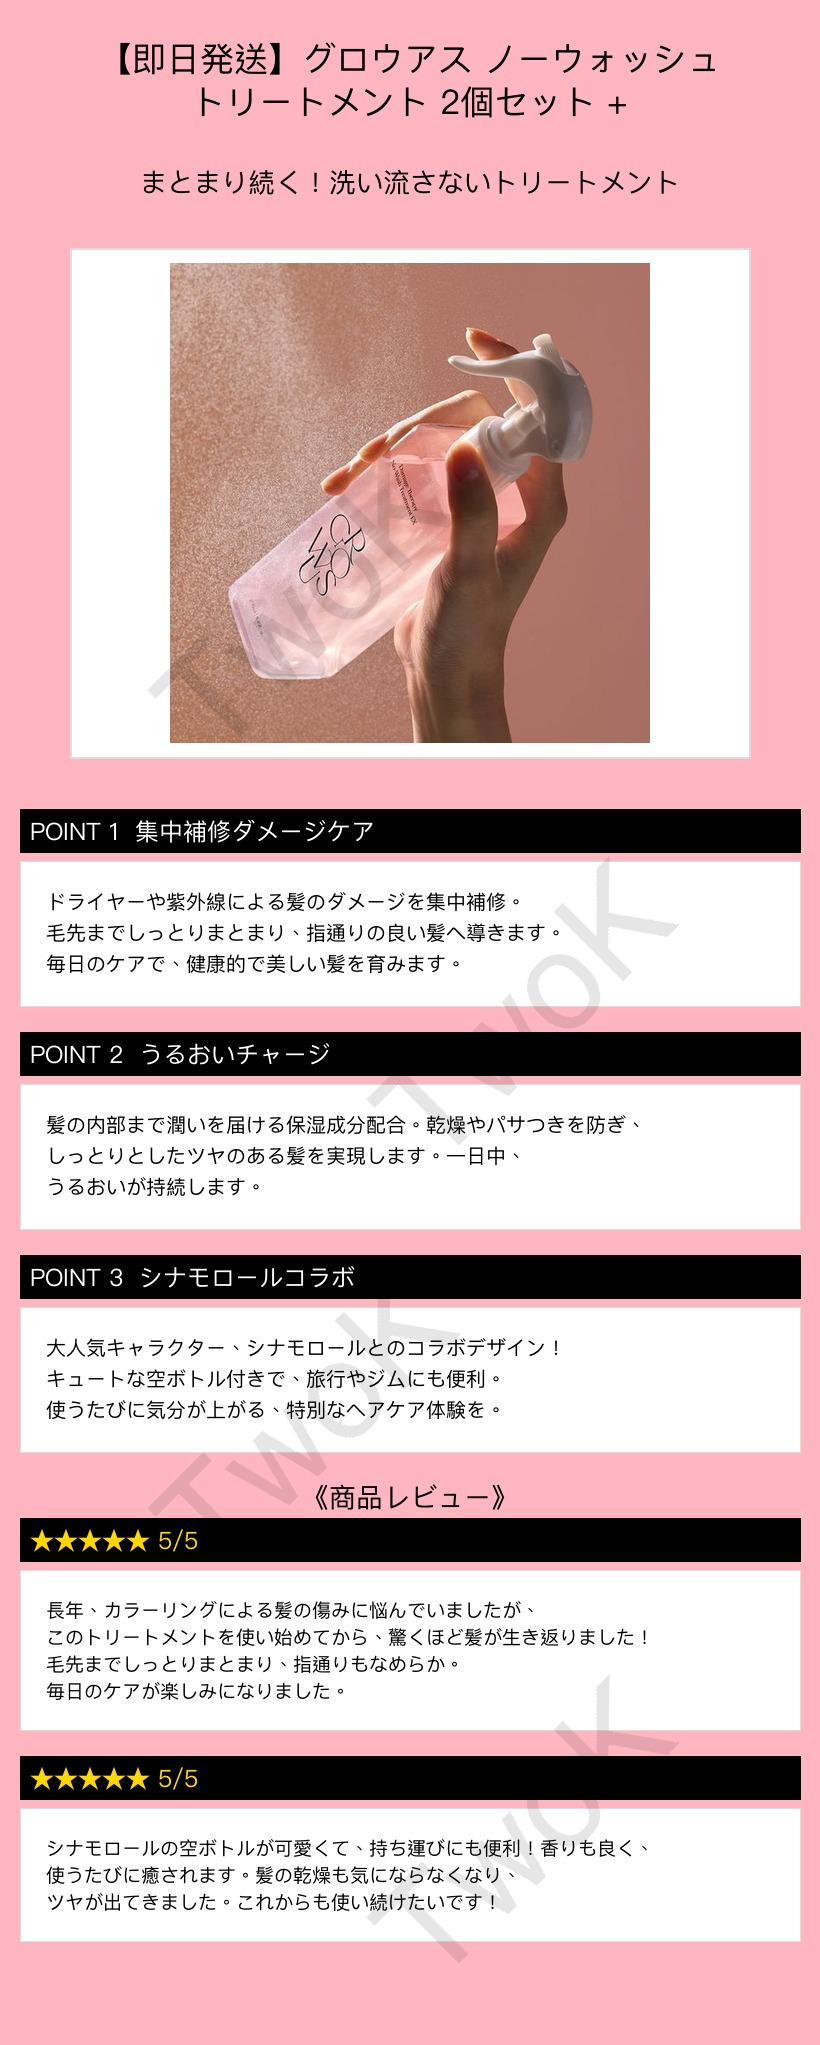 【即日発送】グロウアス ノーウォッシュ
トリートメント 2個セット +
まとまり続く！洗い流さないトリートメント
Damage Therapy
No Wash Treatment EX
GROWUS
TwoK
POINT 1 集中補修ダメージケア
ドライヤーや紫外線による髪のダメージを集中補修。
毛先までしっとりまとまり、指通りの良い髪へ導きます。
毎日のケアで、健康的で美しい髪を育みます。
TwoK
POINT 2 うるおいチャージ
髪の内部まで潤いを届ける保湿成分配合。乾燥やパサつきを防ぎ、
しっとりとしたツヤのある髪を実現します。一日中、
うるおいが持続します。
POINT 3 シナモロールコラボ
大人気キャラクター、シナモロールとのコラボデザイン！
キュートな空ボトル付きで、旅行やジムにも便利。
使うたびに気分が上がる、特別なヘアケア体験を。
TwoK
《商品レビュー》
★★★★★ 5/5
長年、カラーリングによる髪の傷みに悩んでいましたが、
このトリートメントを使い始めてから、驚くほど髪が生き返りました！
毛先までしっとりまとまり、指通りもなめらか。
毎日のケアが楽しみになりました。
★★★★★ 5/5
シナモロールの空ボトルが可愛くて、持ち運びにも便利！香りも良く、
使うたびに癒されます。髪の乾燥も気にならなくなり、
ツヤが出てきました。これからも使い続けたいです！
TwoK